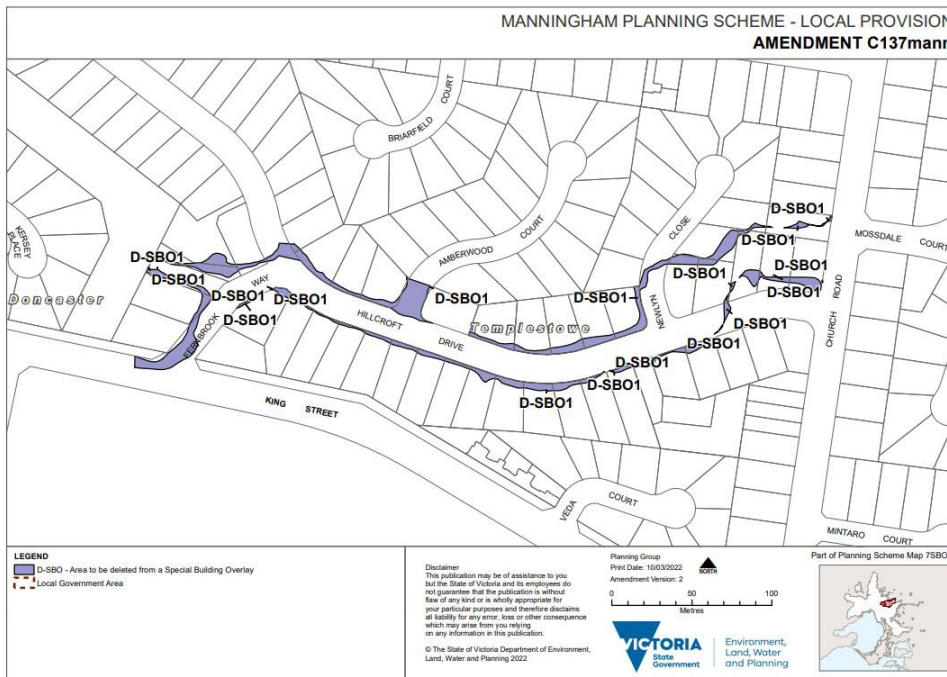 MANNINGHAM PLANNING SCHEME - LOCAL PROVISION
AMENDMENT C137mann
BRIARFIELD COURT
KERSEY PLACE
AMBERWOOD COURT
CLOSE
D-SBO1
D-SBO1
MOSSDALE COURT
D-SBO1
D-SBO1
D-SBO1
D-SBO1
D-SBO1
WAY
D-SBO1
D-SBO1
D-SBO1
D-SBO1
D-SBO1
Doncaster
HILLCROFT DRIVE
Templestowe
NEWLYN
CHURCH ROAD
D-SBO1
FERNBROOK
D-SBO1
D-SBO1
D-SBO1
D-SBO1
KING STREET
VEDA COURT
MINTARO COURT
LEGEND
D-SBO - Area to be deleted from a Special Building Overlay
Local Government Area
Disclaimer
This publication may be of assistance to you
but the State of Victoria and its employees do
not guarantee that the publication is without
flaw of any kind or is wholly appropriate for
your particular purposes and therefore disclaims
all liability for any error, loss or other consequence
which may arise from you relying
on any information in this publication.
© The State of Victoria Department of Environment,
Land, Water and Planning 2022
Planning Group
Print Date: 10/03/2022
Amendment Version: 2
NORTH
0 50 100
Metres
VICTORIA
State
Government
Environment,
Land, Water
and Planning
Part of Planning Scheme Map 7SBO